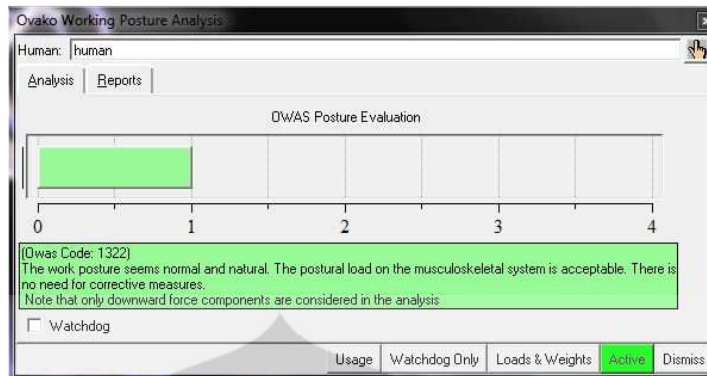 Ovako Working Posture Analysis
Human: human
Analysis Reports
OWAS Posture Evaluation
0 1 2 3 4
(Owas Code: 1322)
The work posture seems normal and natural. The postural load on the musculoskeletal system is acceptable. There is
no need for corrective measures.
Note that only downward force components are considered in the analysis
Watchdog
Usage Watchdog Only Loads & Weights Active Dismiss